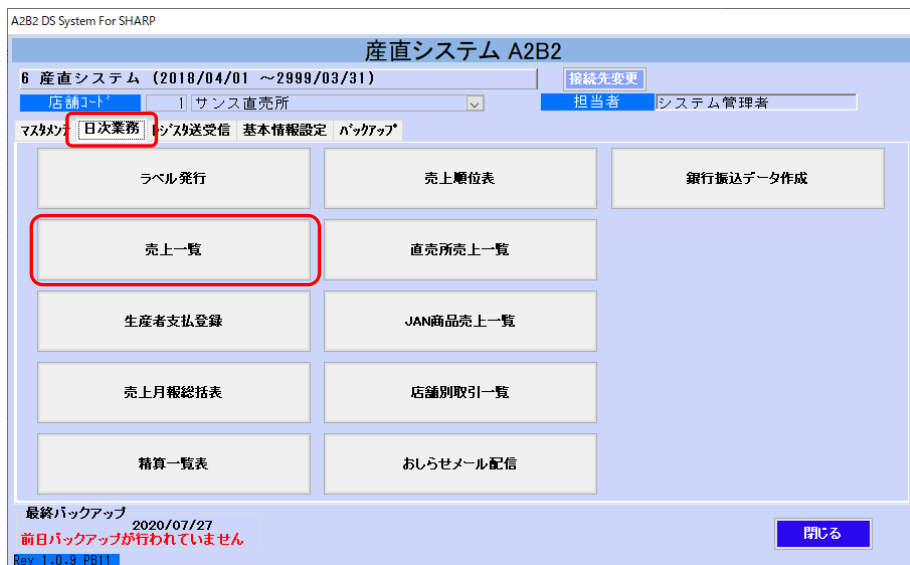 A2B2 DS System For SHARP
産直システム A2B2
6 産直システム (2018/04/01 ～2999/03/31) 接続先変更
店舗コード 1 サンス直売所 担当者 システム管理者
マスタメンテ 日次業務 レジスタ送受信 基本情報設定 バックアップ
ラベル発行 売上順位表 銀行振込データ作成
売上一覧 直売所売上一覧
生産者支払登録 JAN商品売上一覧
売上月報総括表 店舗別取引一覧
精算一覧表 おしらせメール配信
最終バックアップ
2020/07/27
前日バックアップが行われていません 閉じる
Rev 1.0.9 PB11